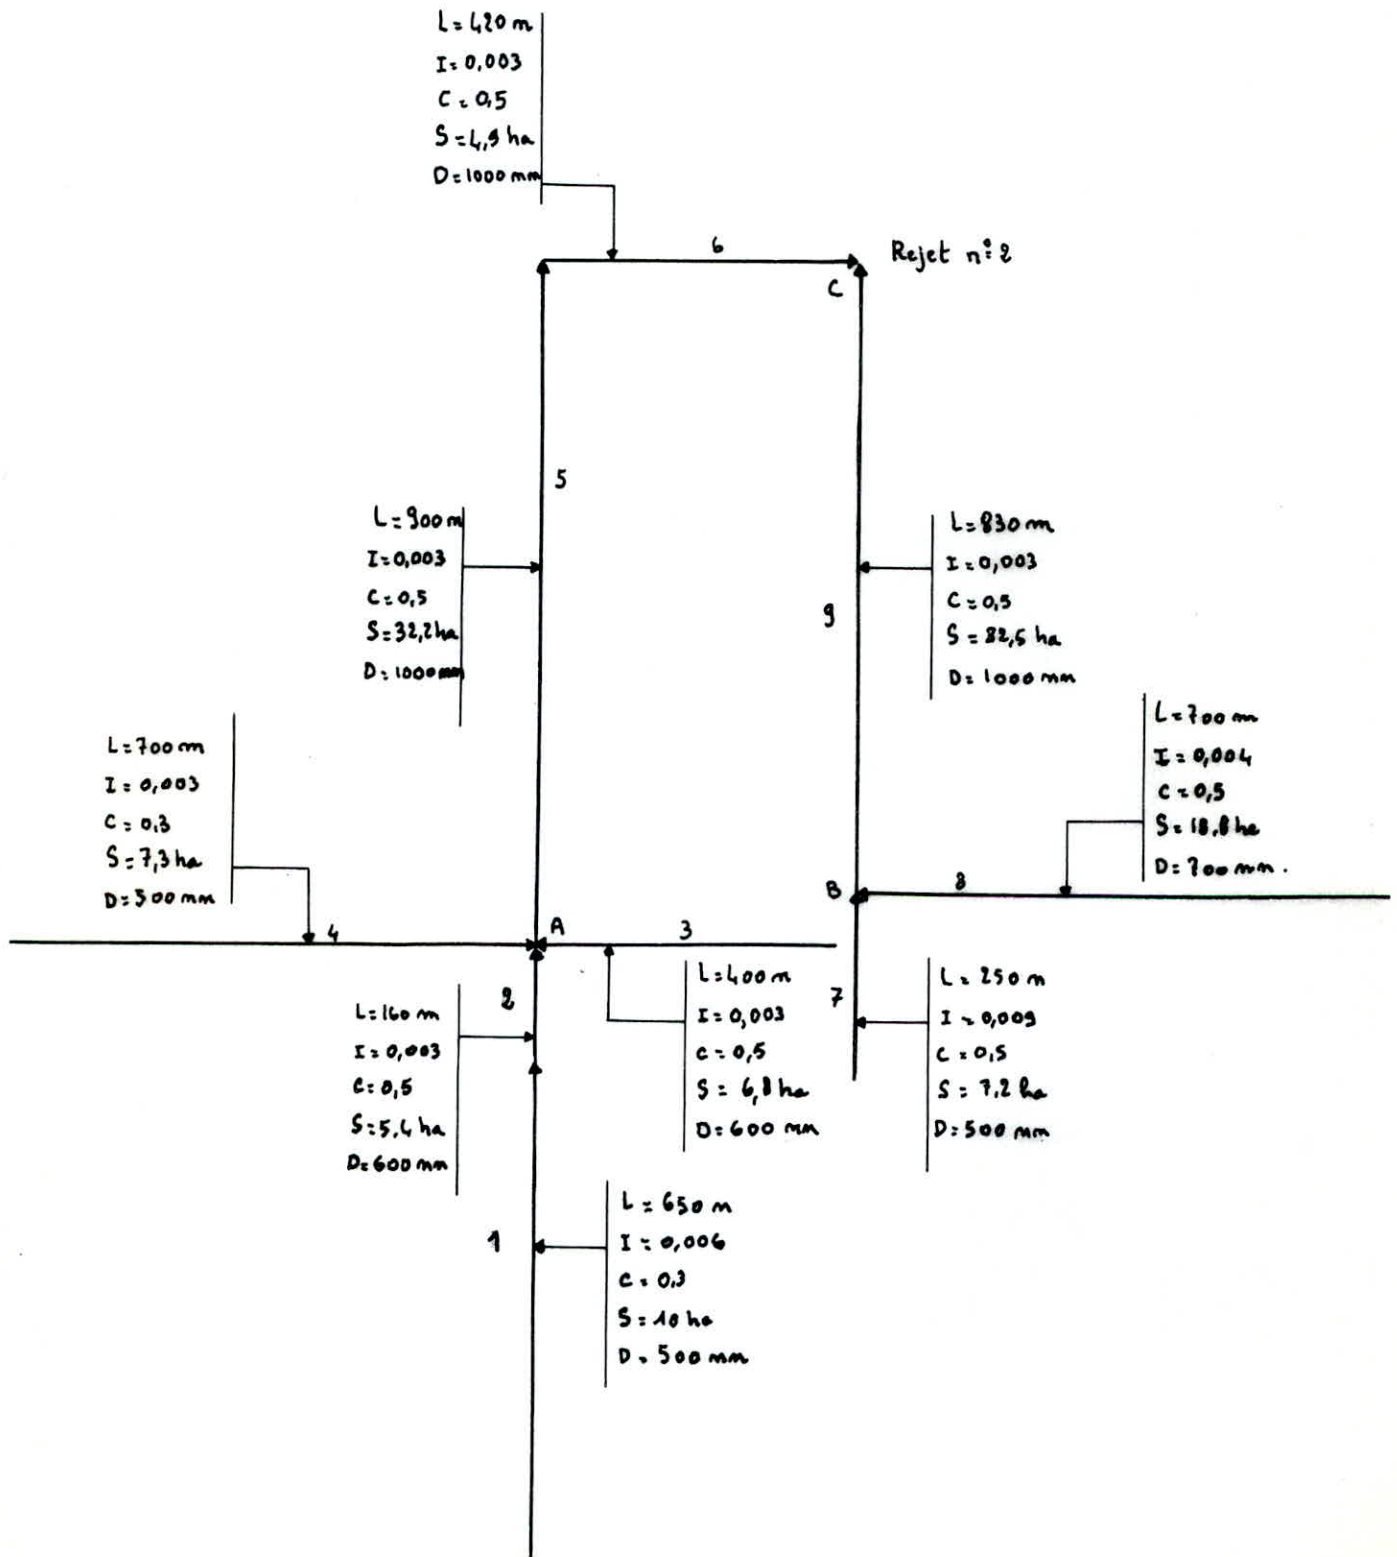 L=420 m
I=0,003
C=0,5
S=4,9 ha
D=1000 mm
6
Rejet n°2
C
5
L=900 m
I=0,003
C=0,5
S=32,2 ha
D=1000 mm
L=830 m
I=0,003
C=0,5
S=82,5 ha
D=1000 mm
9
L=700 m
I=0,003
C=0,3
S=7,3 ha
D=500 mm
L=700 m
I=0,004
C=0,5
S=18,8 ha
D=700 mm.
4
A
3
B
8
2
L=160 m
I=0,003
C=0,5
S=5,4 ha
D=600 mm
L=400 m
I=0,003
C=0,5
S=6,8 ha
D=600 mm
7
L=250 m
I=0,009
C=0,5
S=7,2 ha
D=500 mm
1
L=650 m
I=0,006
C=0,3
S=10 ha
D=500 mm